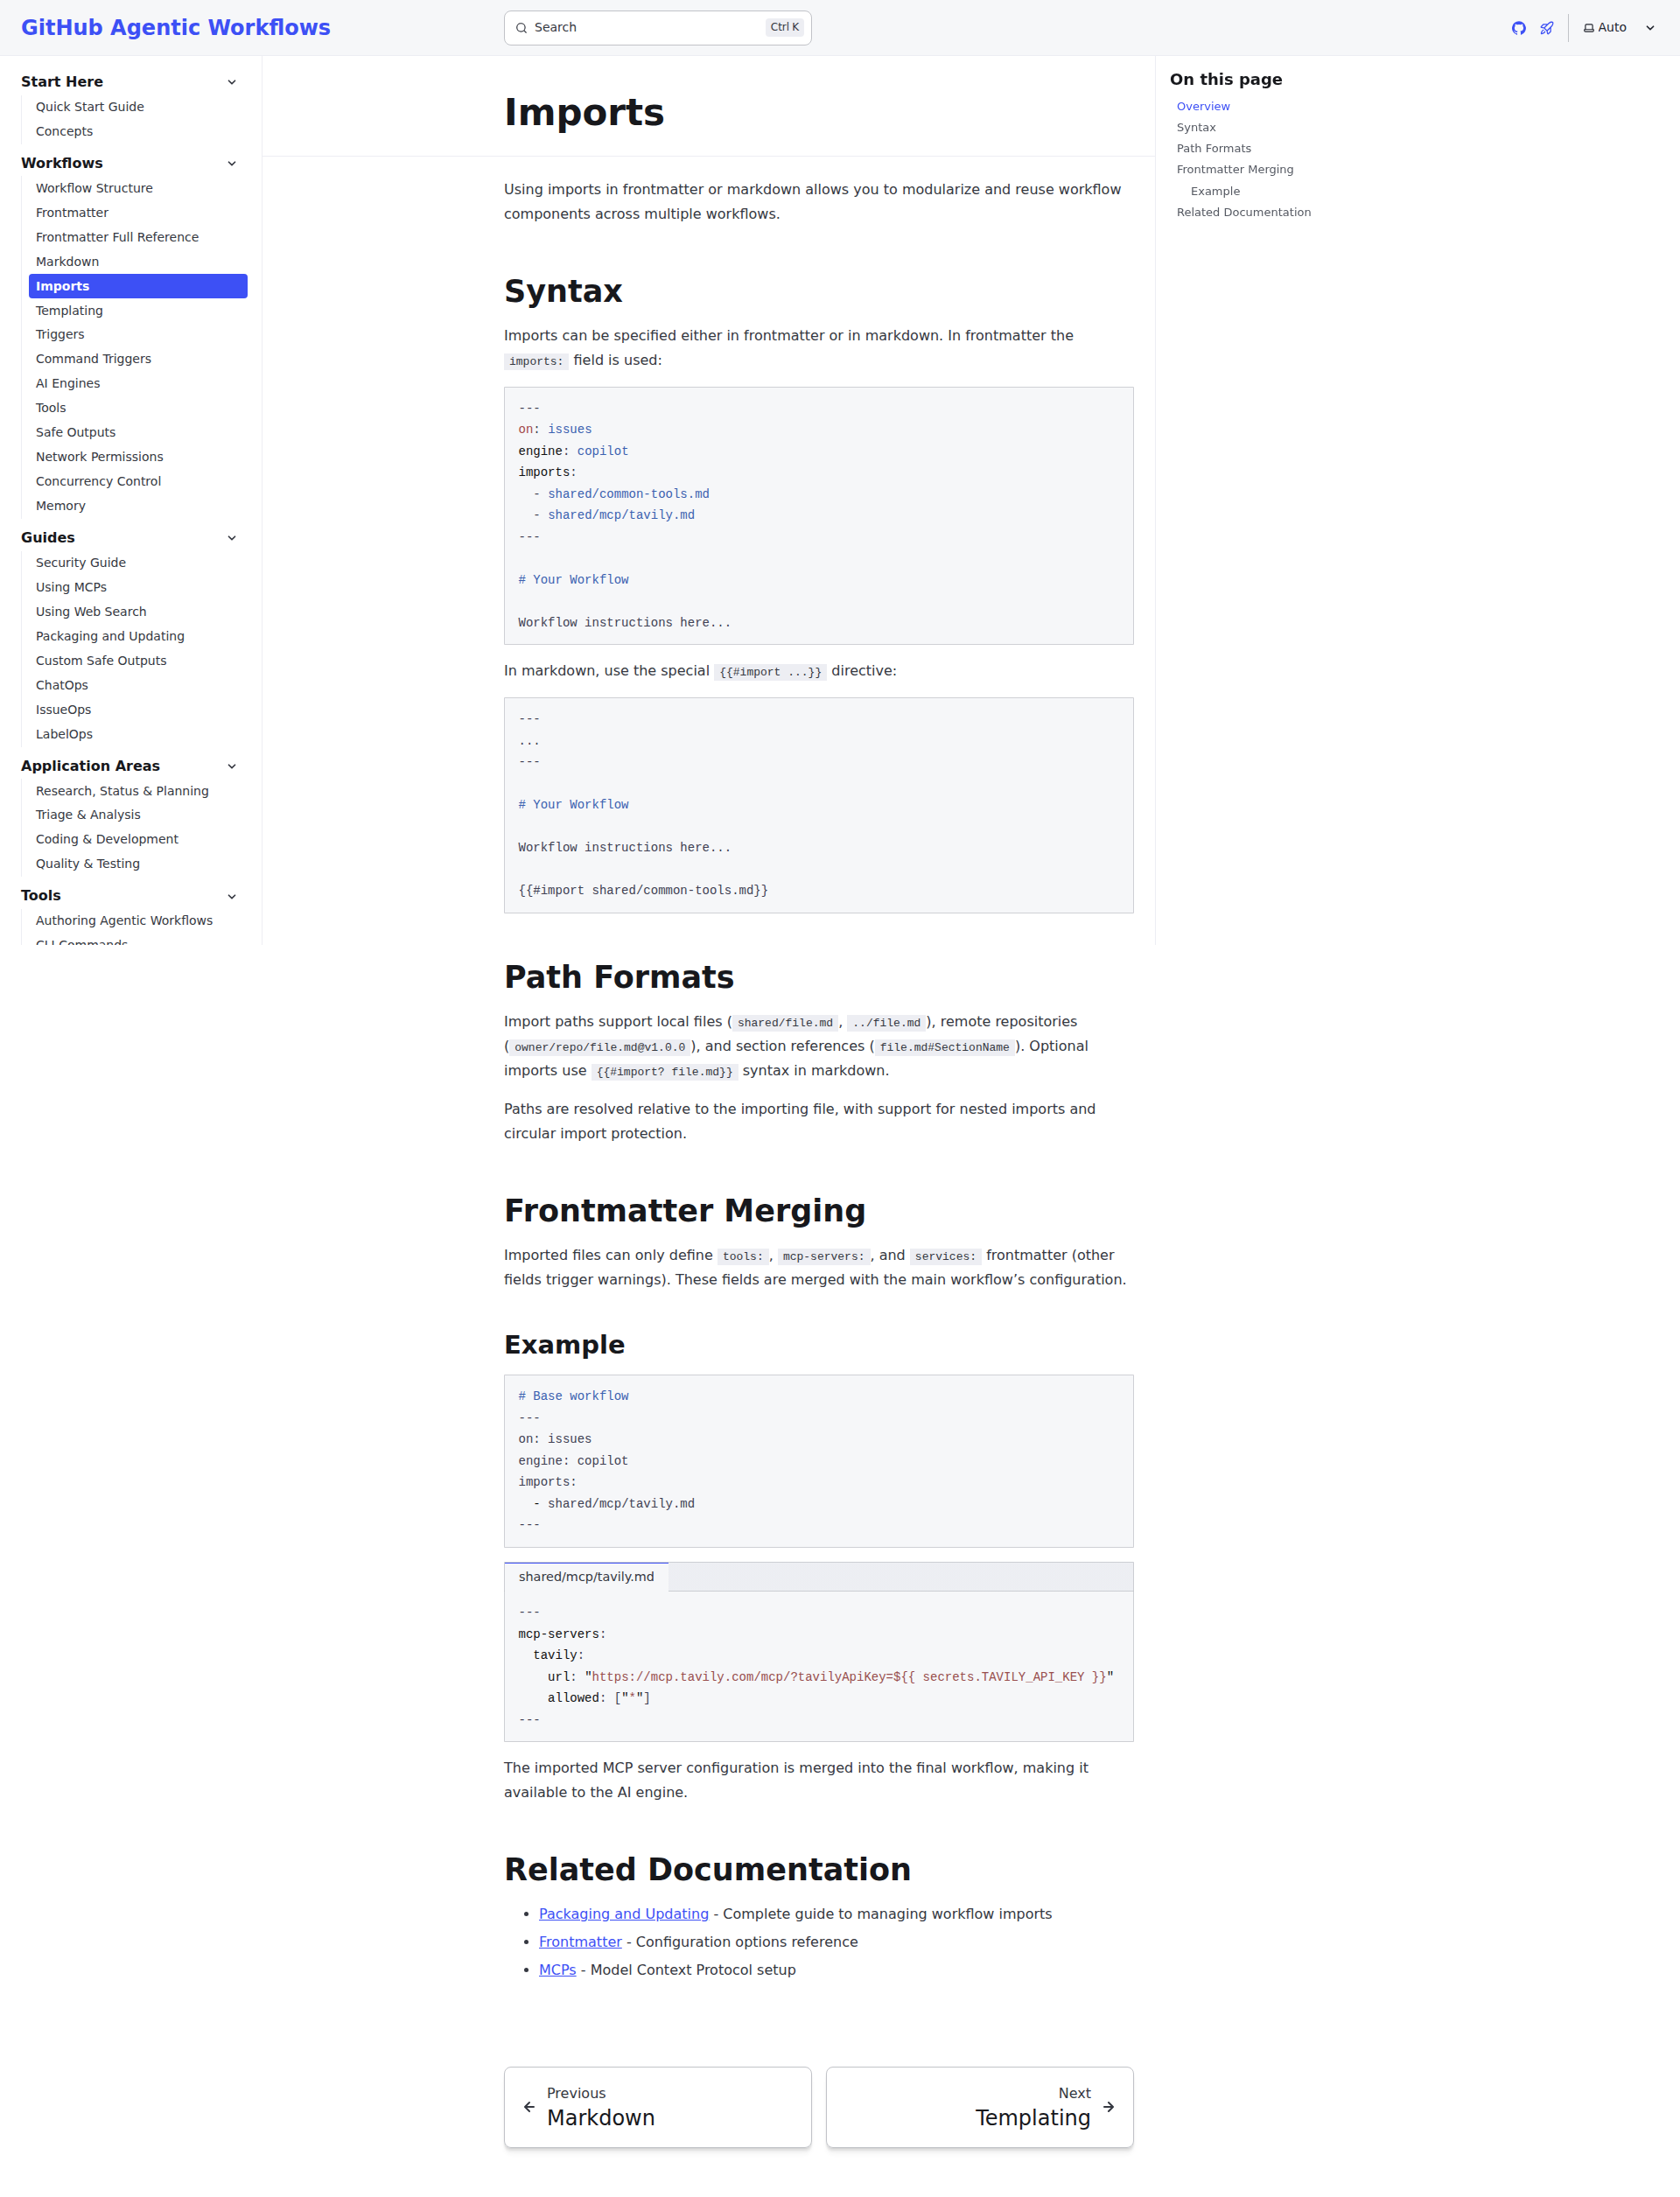 GitHub Agentic Workflows
Search
Ctrl K
Auto
Start Here
Quick Start Guide
Concepts
Workflows
Workflow Structure
Frontmatter
Frontmatter Full Reference
Markdown
Imports
Templating
Triggers
Command Triggers
AI Engines
Tools
Safe Outputs
Network Permissions
Concurrency Control
Memory
Guides
Security Guide
Using MCPs
Using Web Search
Packaging and Updating
Custom Safe Outputs
ChatOps
IssueOps
LabelOps
Application Areas
Research, Status & Planning
Triage & Analysis
Coding & Development
Quality & Testing
Tools
Authoring Agentic Workflows
CLI Commands
Imports
Using imports in frontmatter or markdown allows you to modularize and reuse workflow
components across multiple workflows.
Syntax
Imports can be specified either in frontmatter or in markdown. In frontmatter the
imports: field is used:
---
on: issues
engine: copilot
imports:
  - shared/common-tools.md
  - shared/mcp/tavily.md
---
# Your Workflow
Workflow instructions here...
In markdown, use the special {{#import ...}} directive:
---
...
---
# Your Workflow
Workflow instructions here...
{{#import shared/common-tools.md}}
Path Formats
Import paths support local files (shared/file.md, ../file.md), remote repositories
(owner/repo/file.md@v1.0.0), and section references (file.md#SectionName). Optional
imports use {{#import? file.md}} syntax in markdown.
Paths are resolved relative to the importing file, with support for nested imports and
circular import protection.
Frontmatter Merging
Imported files can only define tools:, mcp-servers:, and services: frontmatter (other
fields trigger warnings). These fields are merged with the main workflow’s configuration.
Example
# Base workflow
---
on: issues
engine: copilot
imports:
  - shared/mcp/tavily.md
---
shared/mcp/tavily.md
---
mcp-servers:
  tavily:
    url: "https://mcp.tavily.com/mcp/?tavilyApiKey=${{ secrets.TAVILY_API_KEY }}"
    allowed: ["*"]
---
The imported MCP server configuration is merged into the final workflow, making it
available to the AI engine.
Related Documentation
• Packaging and Updating - Complete guide to managing workflow imports
• Frontmatter - Configuration options reference
• MCPs - Model Context Protocol setup
Previous
Markdown
Next
Templating
On this page
Overview
Syntax
Path Formats
Frontmatter Merging
Example
Related Documentation